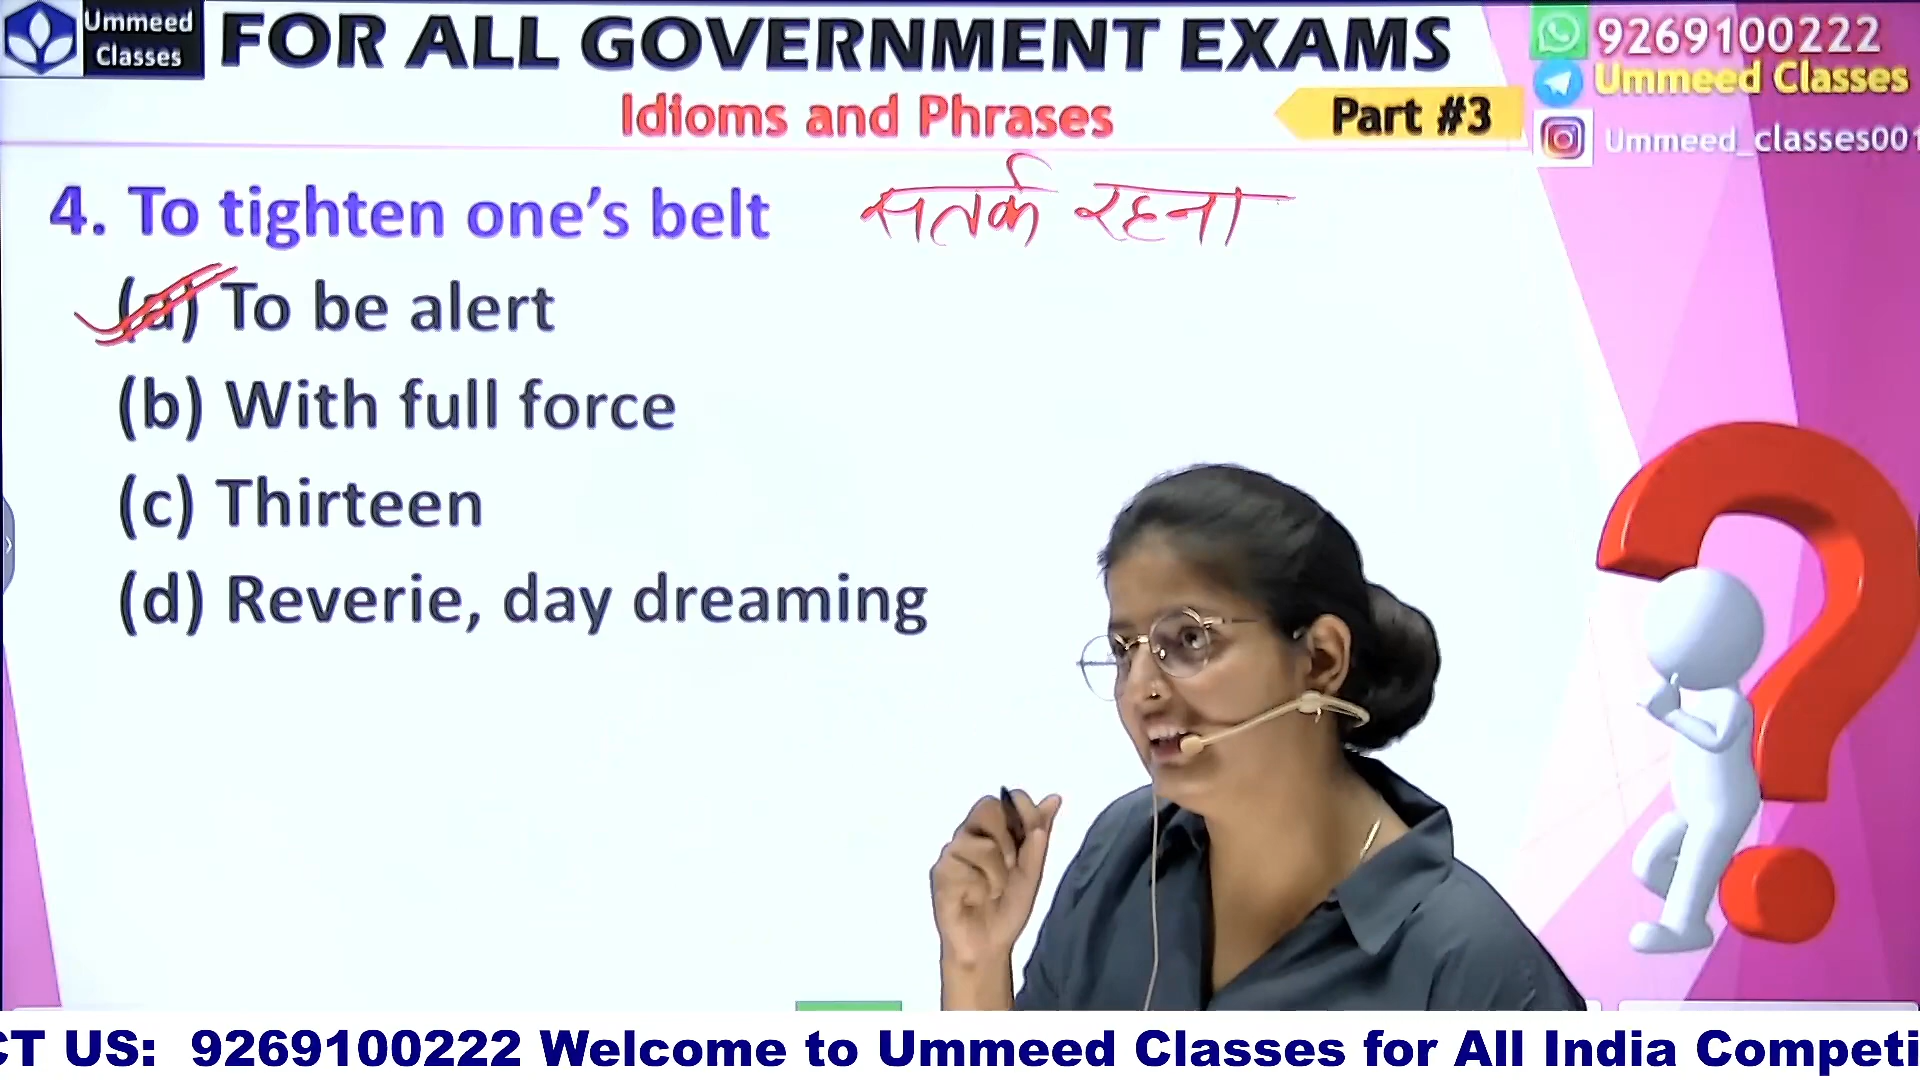 Ummeed
Classes
FOR ALL GOVERNMENT EXAMS
9269100222
Ummeed Classes
Idioms and Phrases
Part #3
Ummeed_classes001
4. To tighten one's belt सतर्क रहना
(a) To be alert
(b) With full force
(c) Thirteen
(d) Reverie, day dreaming
CT US: 9269100222 Welcome to Ummeed Classes for All India Competi